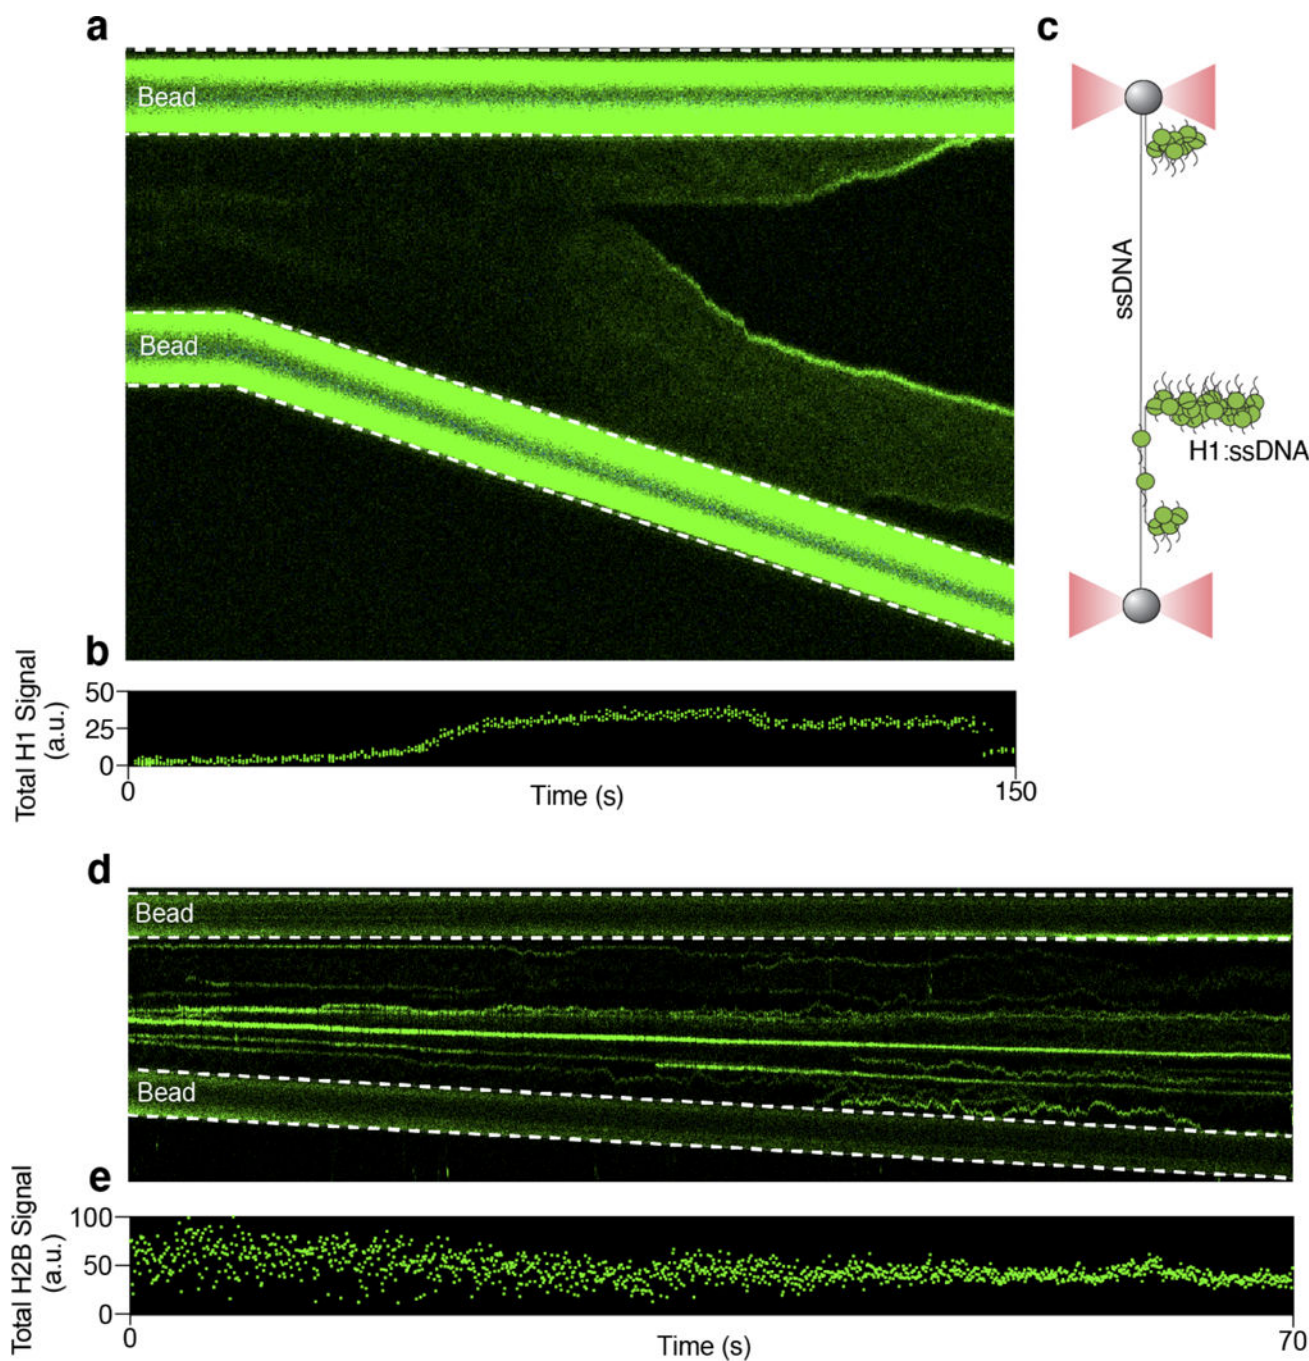 a
Bead
Bead
c
ssDNA
H1:ssDNA
b
Total H1 Signal
(a.u.)
50
25
0
0
150
Time (s)
d
Bead
Bead
e
Total H2B Signal
(a.u.)
100
50
0
0
70
Time (s)